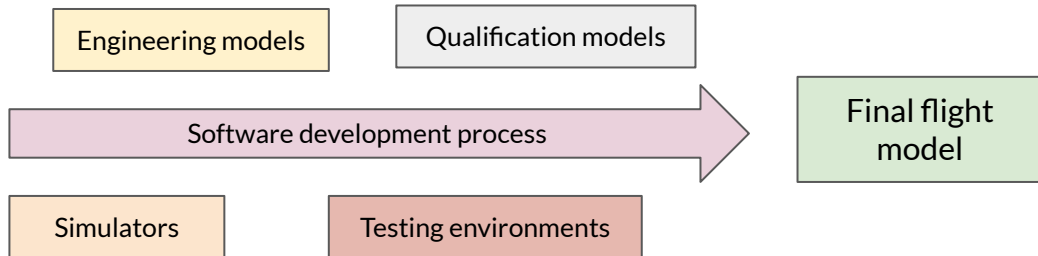 Engineering models
Qualification models
Software development process
Final flight
model
Simulators
Testing environments